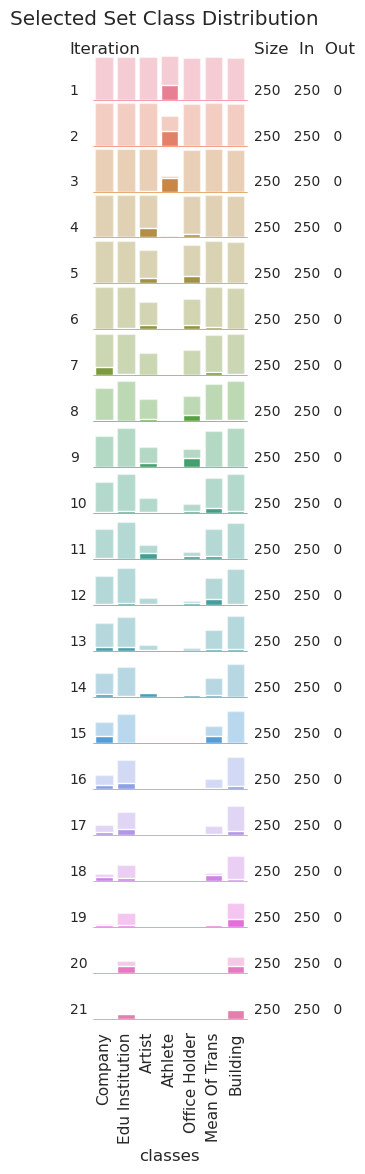 Selected Set Class Distribution
Iteration Size In Out
1 250 250 0
2 250 250 0
3 250 250 0
4 250 250 0
5 250 250 0
6 250 250 0
7 250 250 0
8 250 250 0
9 250 250 0
10 250 250 0
11 250 250 0
12 250 250 0
13 250 250 0
14 250 250 0
15 250 250 0
16 250 250 0
17 250 250 0
18 250 250 0
19 250 250 0
20 250 250 0
21 250 250 0
Company
Edu Institution
Artist
Athlete
Office Holder
Mean Of Trans
Building
classes